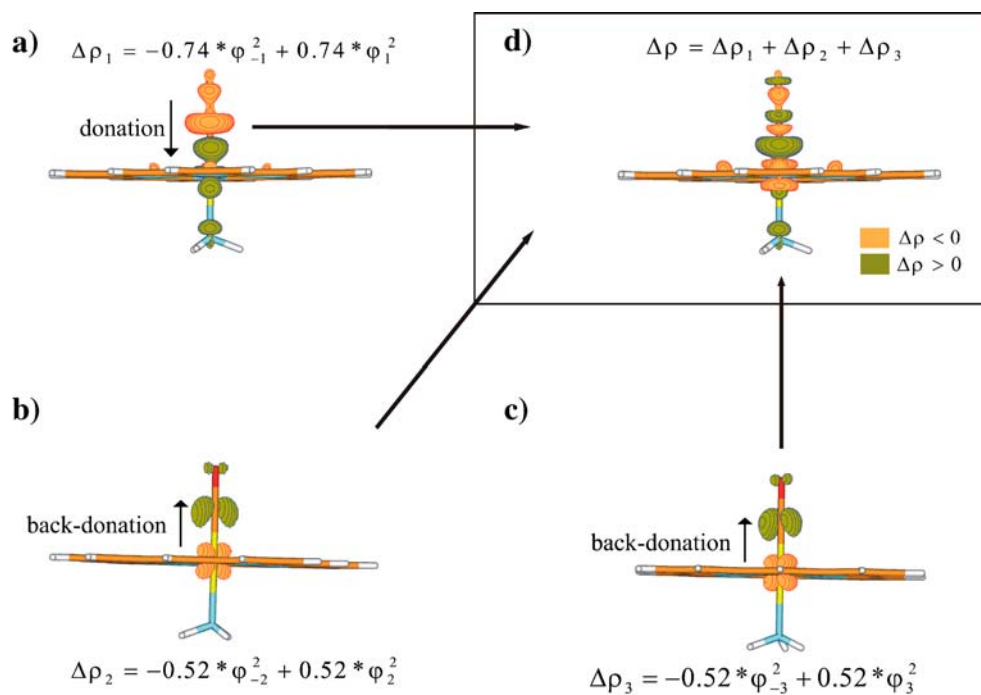 a)
Δρ₁ = −0.74 * φ₋₁² + 0.74 * φ₁²
donation
d)
Δρ = Δρ₁ + Δρ₂ + Δρ₃
Δρ < 0
Δρ > 0
b)
back-donation
Δρ₂ = −0.52 * φ₋₂² + 0.52 * φ₂²
c)
back-donation
Δρ₃ = −0.52 * φ₋₃² + 0.52 * φ₃²